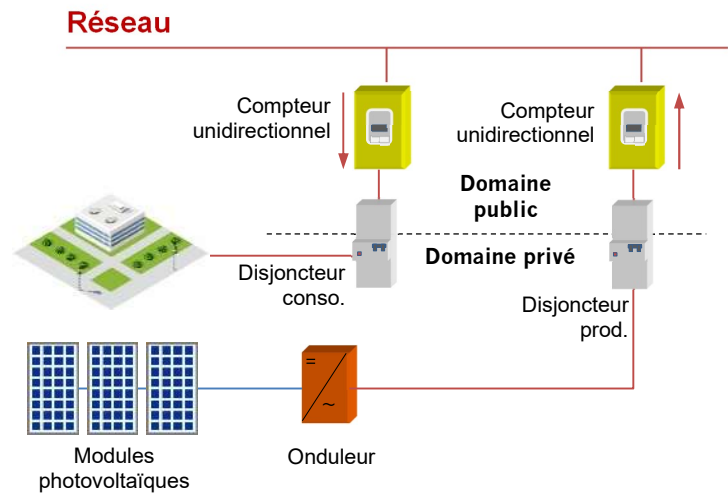 Réseau
Compteur
unidirectionnel
Compteur
unidirectionnel
Domaine
public
Domaine privé
Disjoncteur
conso.
Disjoncteur
prod.
=
~
Modules
photovoltaïques
Onduleur